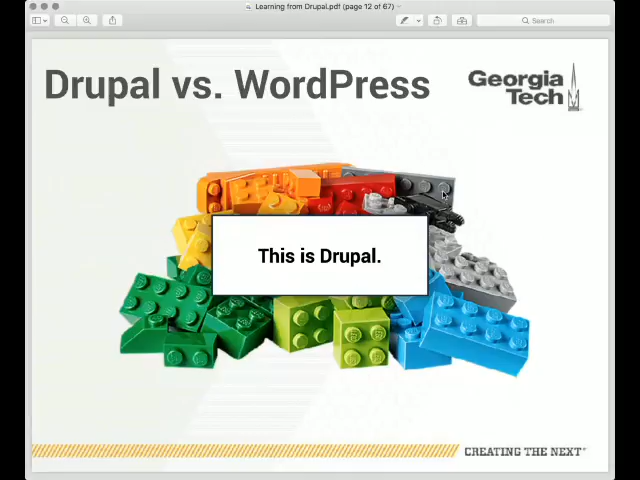 Learning from Drupal.pdf (page 12 of 67)
Search
Drupal vs. WordPress
Georgia
Tech
This is Drupal.
CREATING THE NEXT